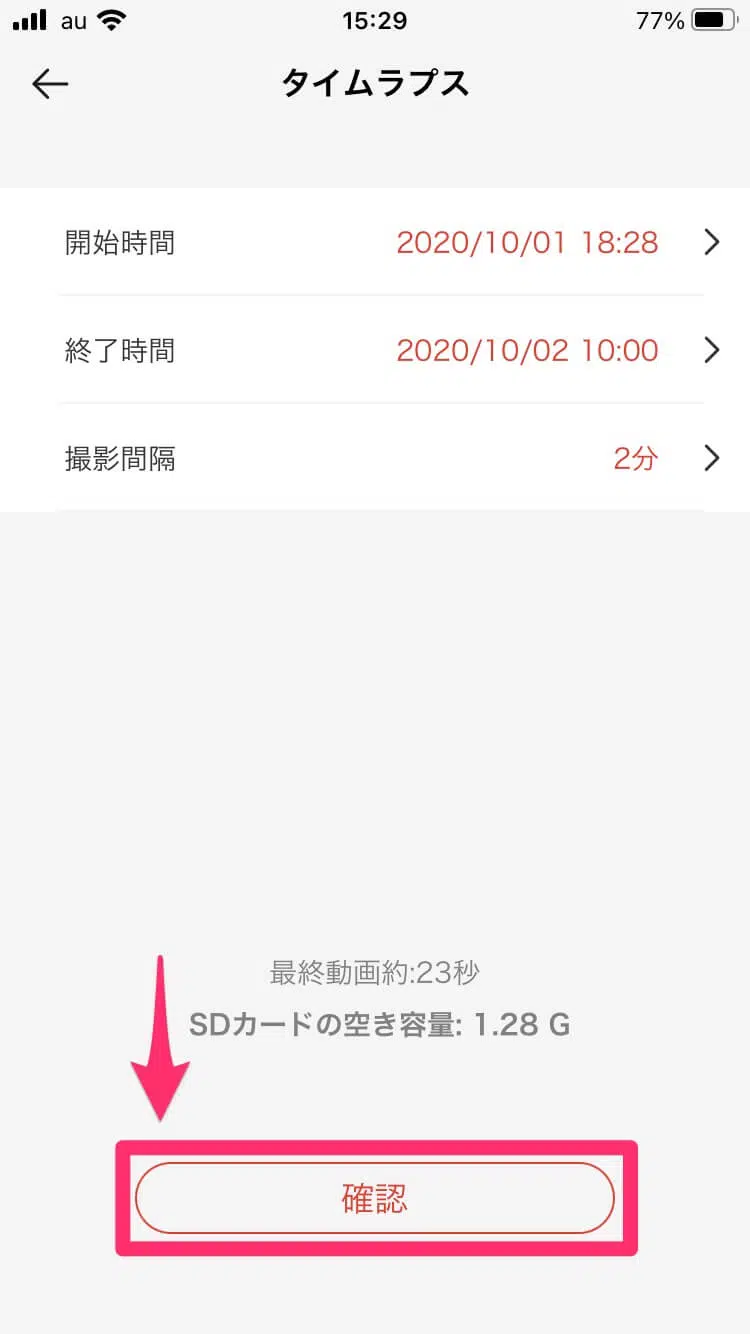 au 15:29 77%
タイムラプス
開始時間 2020/10/01 18:28
終了時間 2020/10/02 10:00
撮影間隔 2分
最終動画約:23秒
SDカードの空き容量: 1.28 G
確認